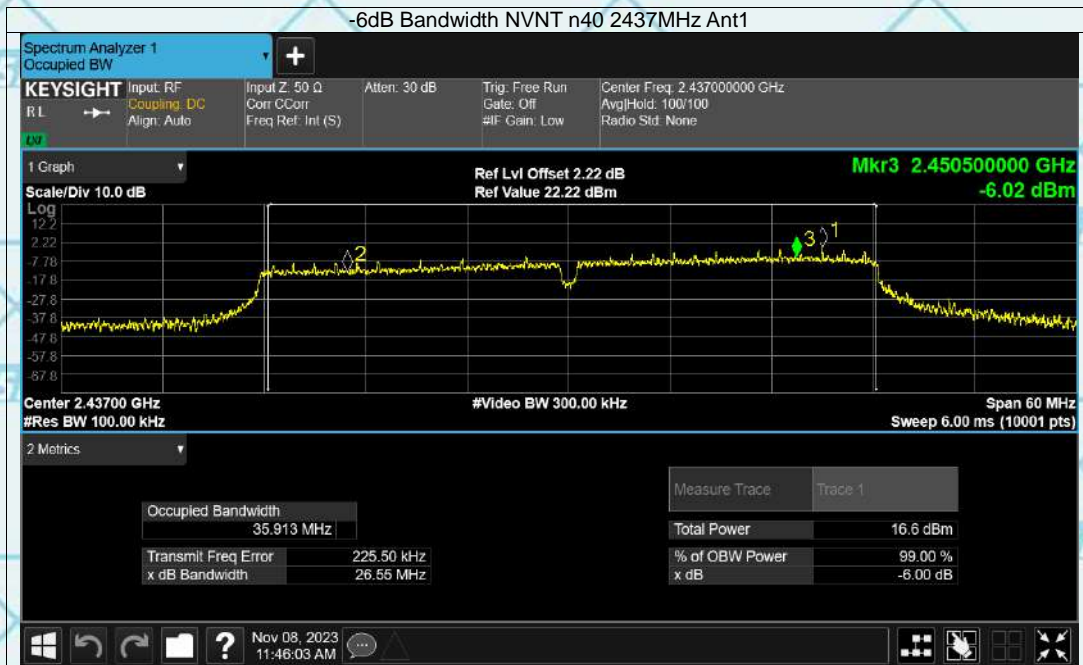 -6dB Bandwidth NVNT n40 2437MHz Ant1
Spectrum Analyzer 1
Occupied BW
+
KEYSIGHT
R L
LXI
Input: RF
Coupling: DC
Align: Auto
Input Z: 50 Ω
Corr CCorr
Freq Ref: Int (S)
Atten: 30 dB
Trig: Free Run
Gate: Off
#IF Gain: Low
Center Freq: 2.437000000 GHz
Avg|Hold: 100/100
Radio Std: None
1 Graph
Scale/Div 10.0 dB
Ref Lvl Offset 2.22 dB
Ref Value 22.22 dBm
Mkr3 2.450500000 GHz
-6.02 dBm
Log
12.2
2.22
-7.78
-17.8
-27.8
-37.8
-47.8
-57.8
-67.8
2
3
1
Center 2.43700 GHz
#Res BW 100.00 kHz
#Video BW 300.00 kHz
Span 60 MHz
Sweep 6.00 ms (10001 pts)
2 Metrics
Measure Trace Trace 1
Occupied Bandwidth
35.913 MHz
Total Power 16.6 dBm
Transmit Freq Error 225.50 kHz
% of OBW Power 99.00 %
x dB Bandwidth 26.55 MHz
x dB -6.00 dB
?
Nov 08, 2023
11:46:03 AM